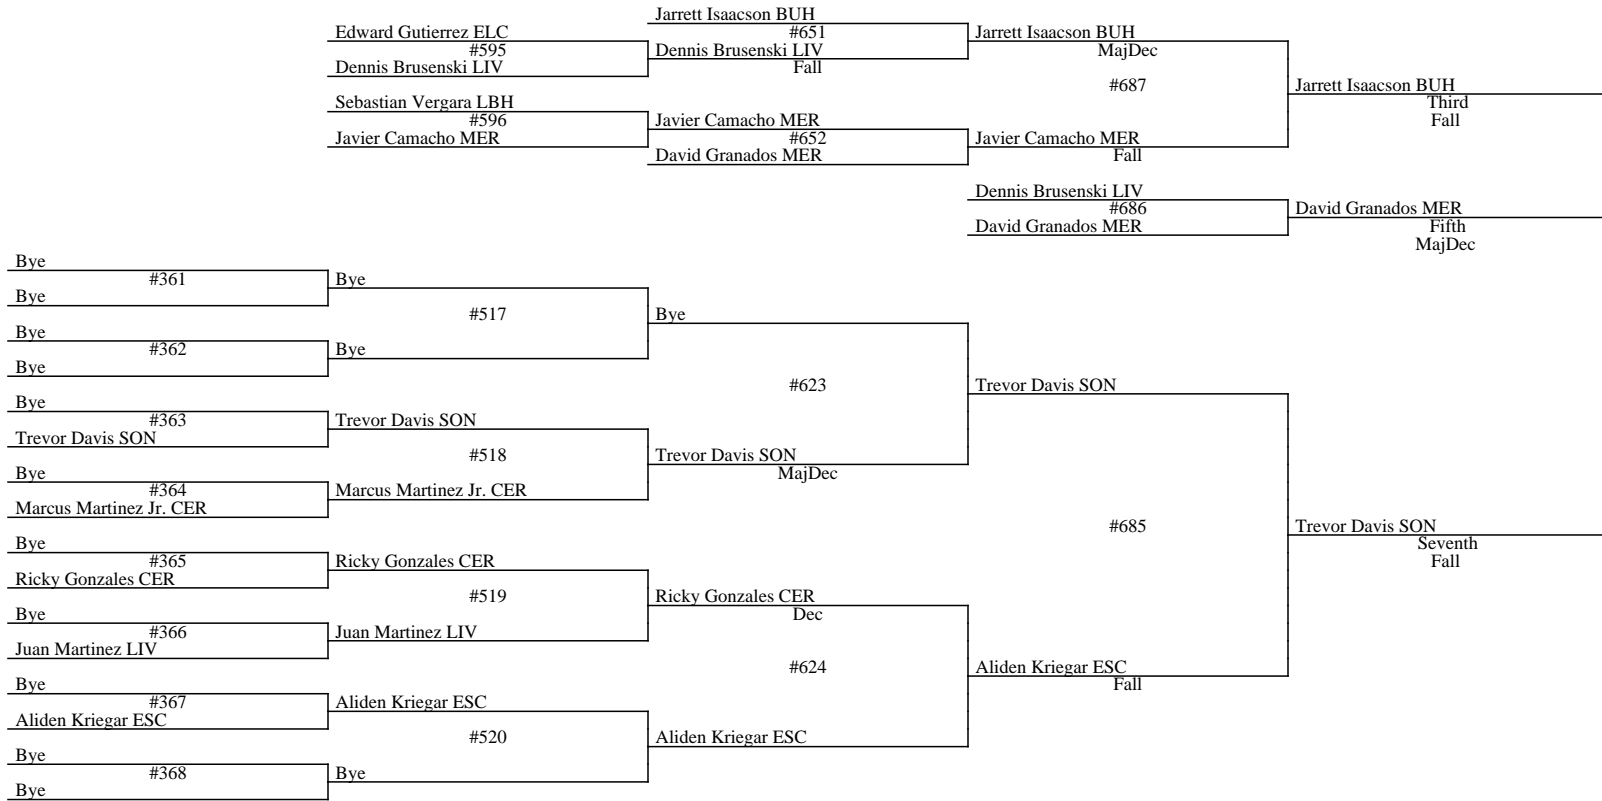 Jarrett Isaacson BUH
Edward Gutierrez ELC
#651
Jarrett Isaacson BUH
#595
Dennis Brusenski LIV
MajDec
Dennis Brusenski LIV
Fall
#687
Jarrett Isaacson BUH
Sebastian Vergara LBH
Third
#596
Javier Camacho MER
Fall
Javier Camacho MER
#652
Javier Camacho MER
David Granados MER
Fall
Dennis Brusenski LIV
#686
David Granados MER
David Granados MER
Fifth
MajDec
Bye
#361
Bye
Bye
#517
Bye
Bye
#362
Bye
Bye
#623
Trevor Davis SON
Bye
#363
Trevor Davis SON
Trevor Davis SON
#518
Trevor Davis SON
Bye
MajDec
#364
Marcus Martinez Jr. CER
Marcus Martinez Jr. CER
#685
Trevor Davis SON
Bye
Seventh
#365
Ricky Gonzales CER
Fall
Ricky Gonzales CER
#519
Ricky Gonzales CER
Bye
Dec
#366
Juan Martinez LIV
Juan Martinez LIV
#624
Aliden Kriegar ESC
Bye
Fall
#367
Aliden Kriegar ESC
Aliden Kriegar ESC
#520
Aliden Kriegar ESC
Bye
#368
Bye
Bye